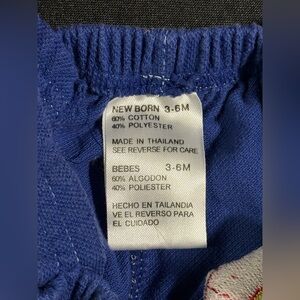 NEW BORN 3-6M
60% COTTON
40% POLYESTER
MADE IN THAILAND
SEE REVERSE FOR CARE
BEBES 3-6M
60% ALGODON
40% POLIESTER
HECHO EN TAILANDIA
VE EL REVERSO PARA
EL CUIDADO